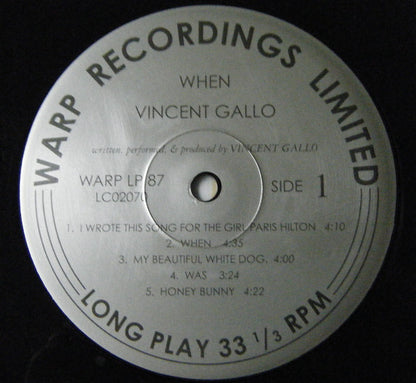 WARP RECORDINGS LIMITED
WHEN
VINCENT GALLO
written, performed, & produced by VINCENT GALLO
WARP LP 87
LC02070
SIDE 1
1. I WROTE THIS SONG FOR THE GIRL PARIS HILTON 4:10
2. WHEN 4:35
3. MY BEAUTIFUL WHITE DOG, 4:00
4. WAS 3:24
5. HONEY BUNNY 4:22
LONG PLAY 33 1/3 RPM